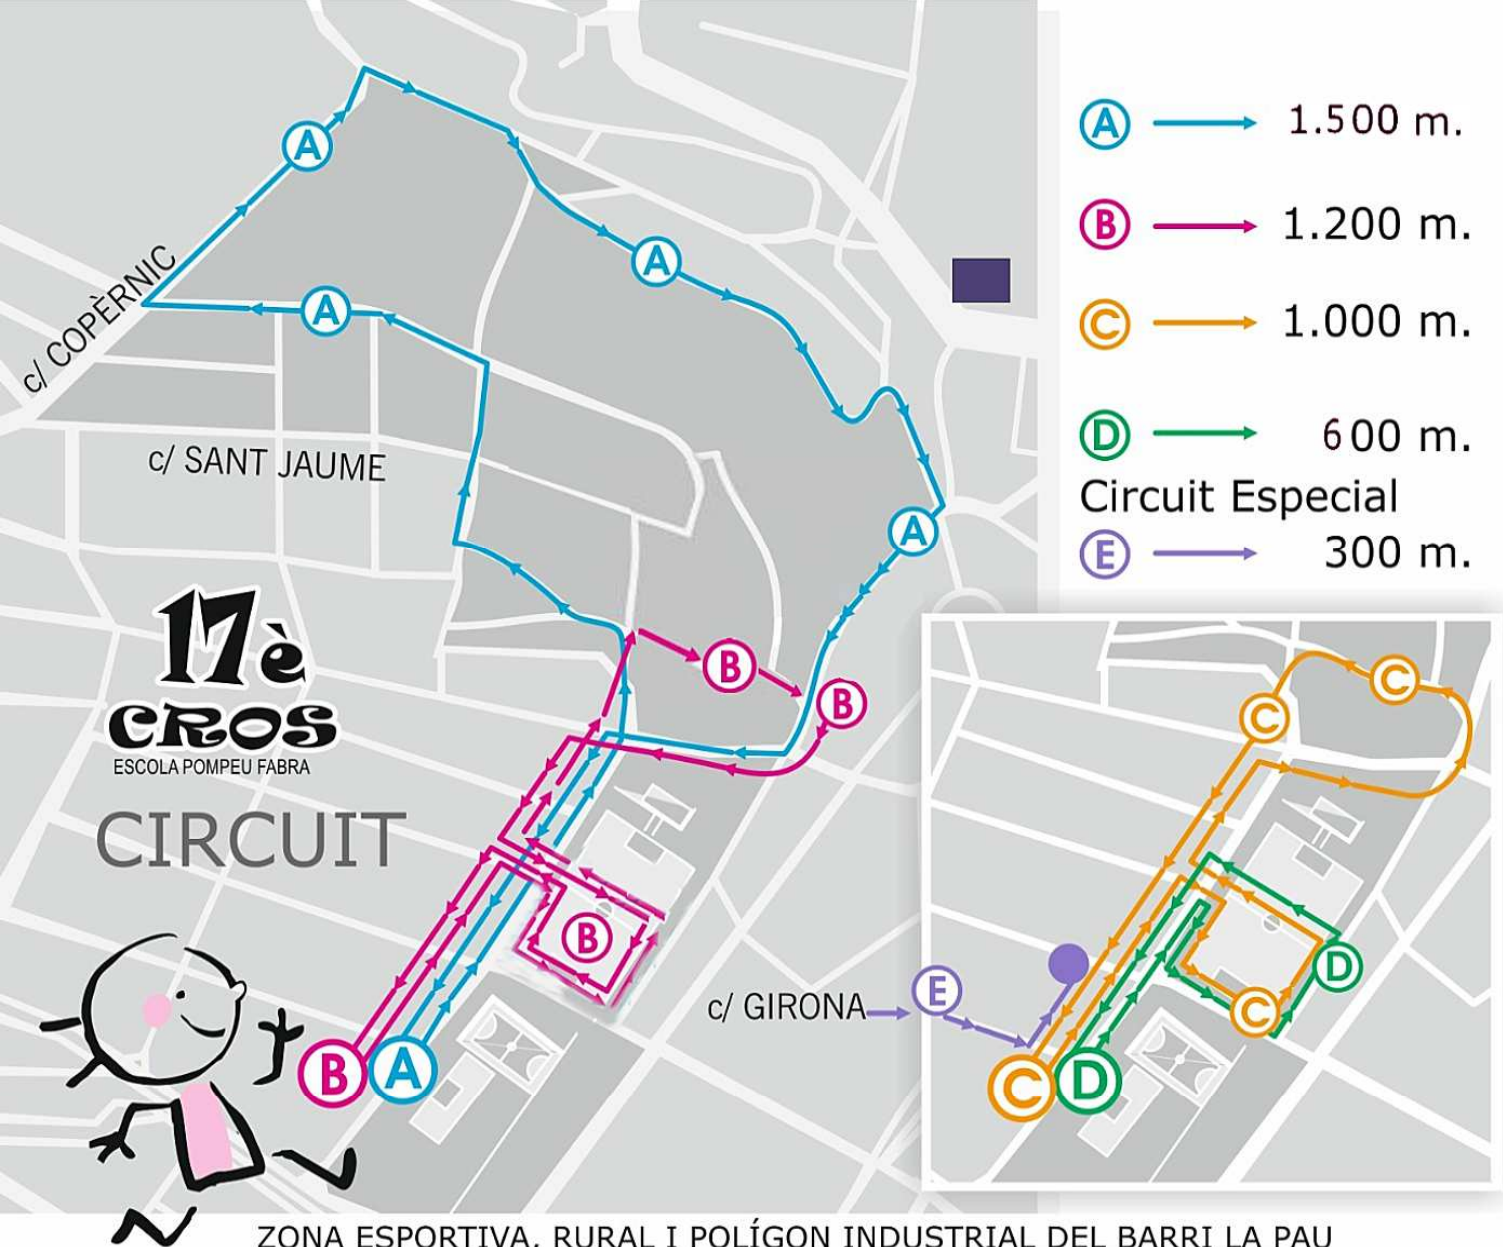 A 1.500 m.
B 1.200 m.
C 1.000 m.
D 600 m.
Circuit Especial
E 300 m.
A
A
A
A
c/ COPÈRNIC
c/ SANT JAUME
17è
CROS
ESCOLA POMPEU FABRA
CIRCUIT
B
B
B
B
A
c/ GIRONA
E
C
C
C
D
C
D
ZONA ESPORTIVA, RURAL I POLÍGON INDUSTRIAL DEL BARRI LA PAU